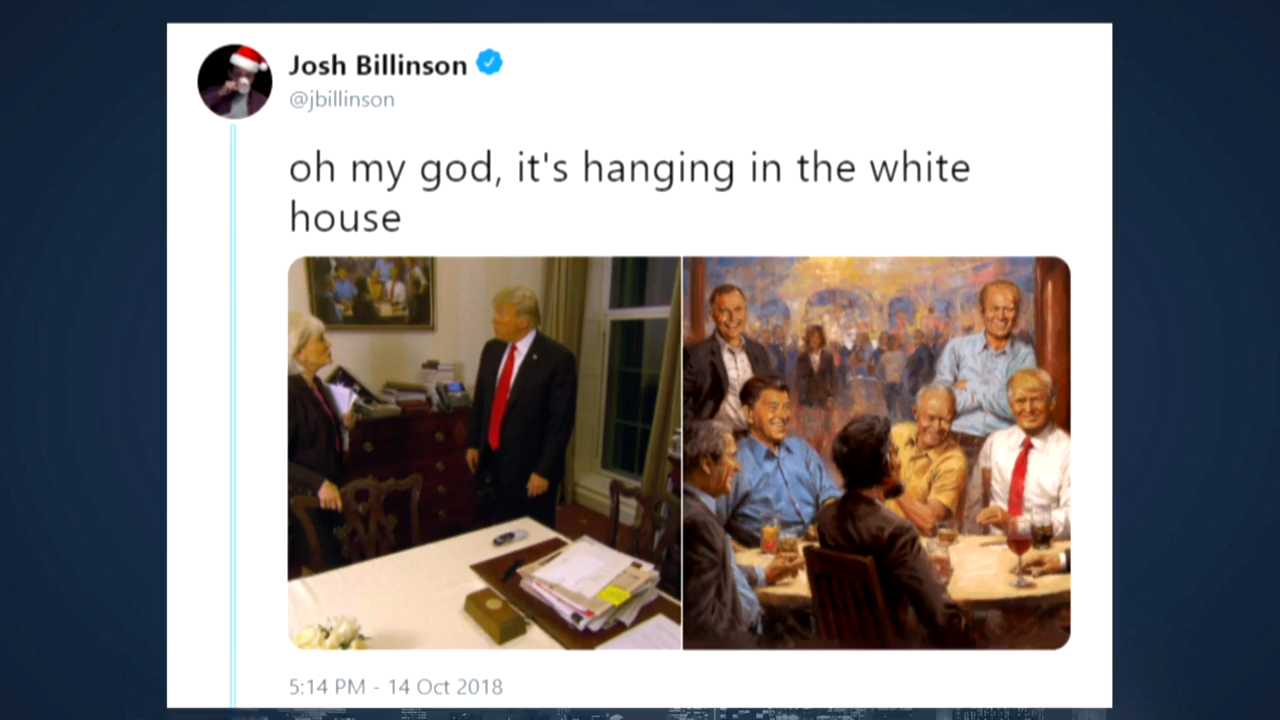 Josh Billinson
@jbillinson
oh my god, it's hanging in the white
house
5:14 PM - 14 Oct 2018